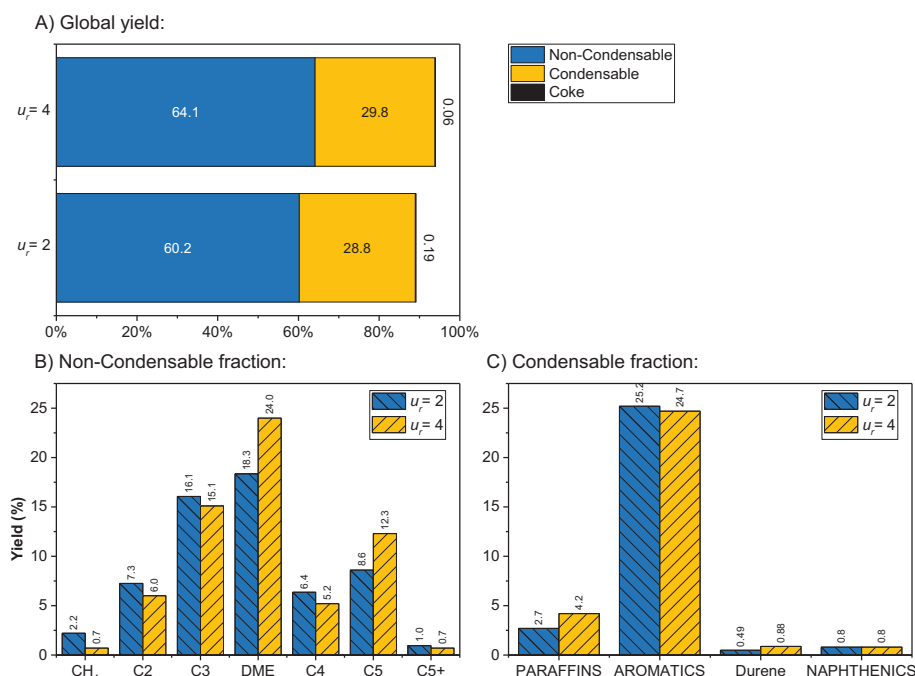 A) Global yield:
Non-Condensable
Condensable
Coke
u_r= 4
64.1
29.8
0.06
u_r= 2
60.2
28.8
0.19
0% 20% 40% 60% 80% 100%
B) Non-Condensable fraction:
u_r= 2
u_r= 4
Yield (%)
25
20
15
10
5
0
2.2 0.7 7.3 6.0 16.1 15.1 18.3 24.0 6.4 5.2 8.6 12.3 1.0 0.7
CH C2 C3 DME C4 C5 C5+
C) Condensable fraction:
u_r= 2
u_r= 4
25
20
15
10
5
0
2.7 4.2 25.2 24.7 0.49 0.88 0.8 0.8
PARAFFINS AROMATICS Durene NAPHTHENICS